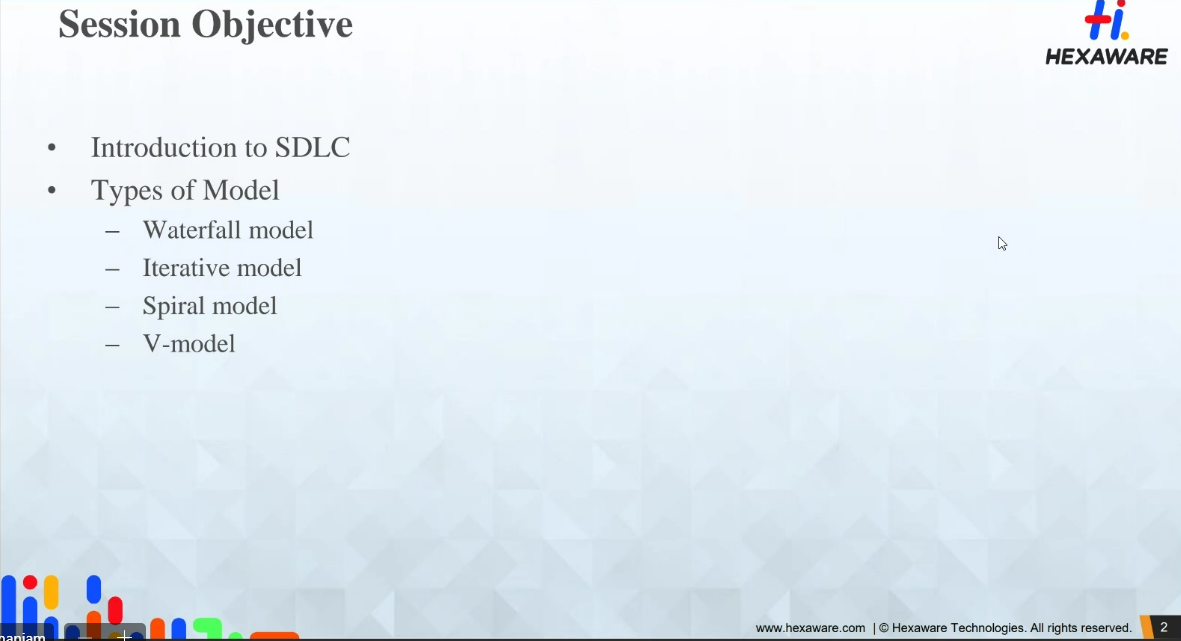 Session Objective
HEXAWARE
• Introduction to SDLC
• Types of Model
– Waterfall model
– Iterative model
– Spiral model
– V-model
www.hexaware.com | © Hexaware Technologies. All rights reserved. 2